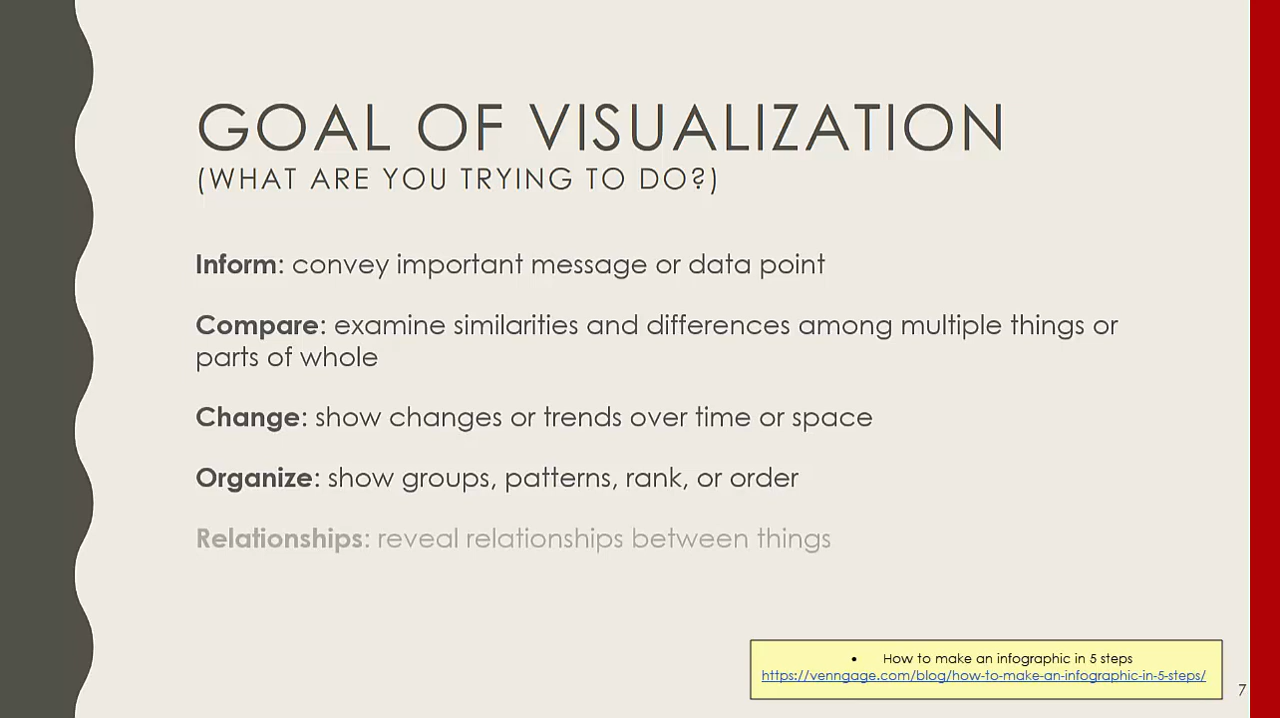 GOAL OF VISUALIZATION
(WHAT ARE YOU TRYING TO DO?)
Inform: convey important message or data point
Compare: examine similarities and differences among multiple things or
parts of whole
Change: show changes or trends over time or space
Organize: show groups, patterns, rank, or order
Relationships: reveal relationships between things
• How to make an infographic in 5 steps
https://venngage.com/blog/how-to-make-an-infographic-in-5-steps/
7